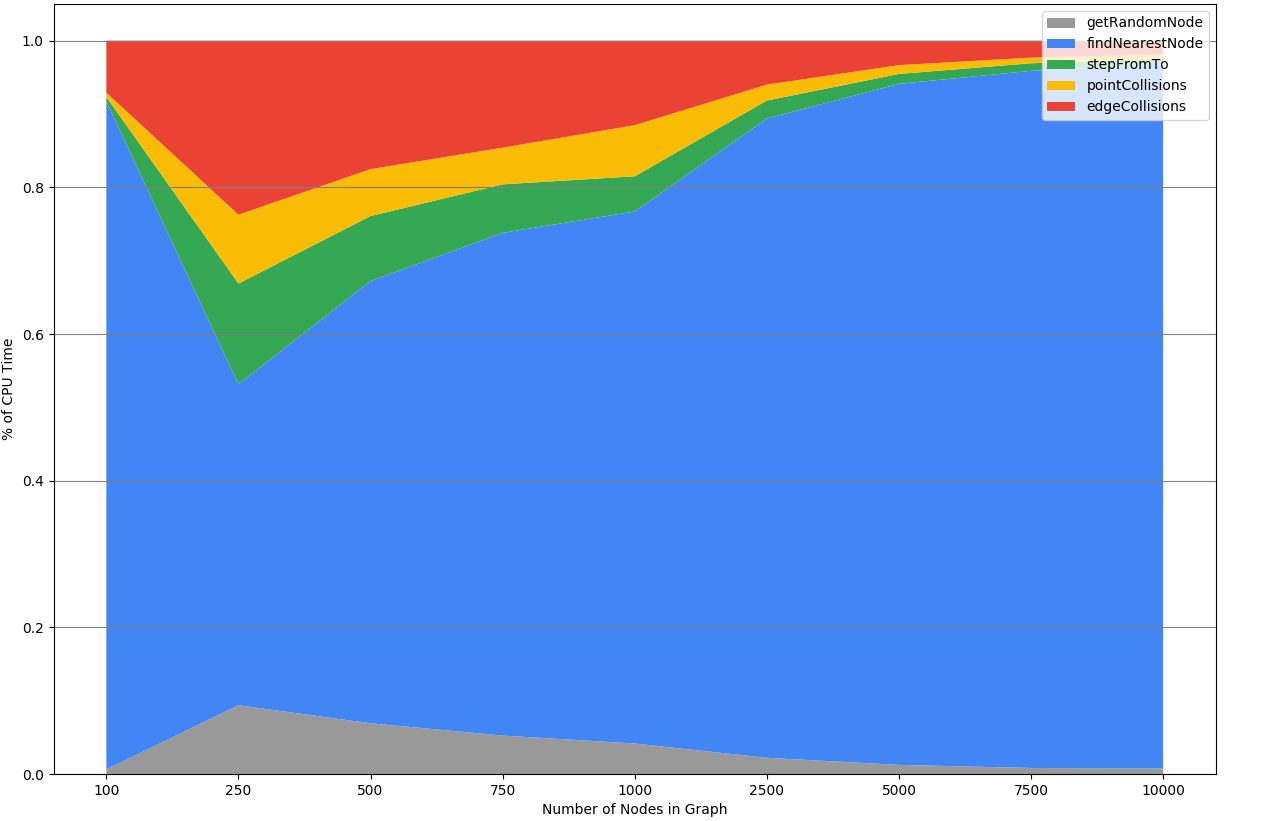 getRandomNode
findNearestNode
stepFromTo
pointCollisions
edgeCollisions
% of CPU Time
1.0
0.8
0.6
0.4
0.2
0.0
100 250 500 750 1000 2500 5000 7500 10000
Number of Nodes in Graph